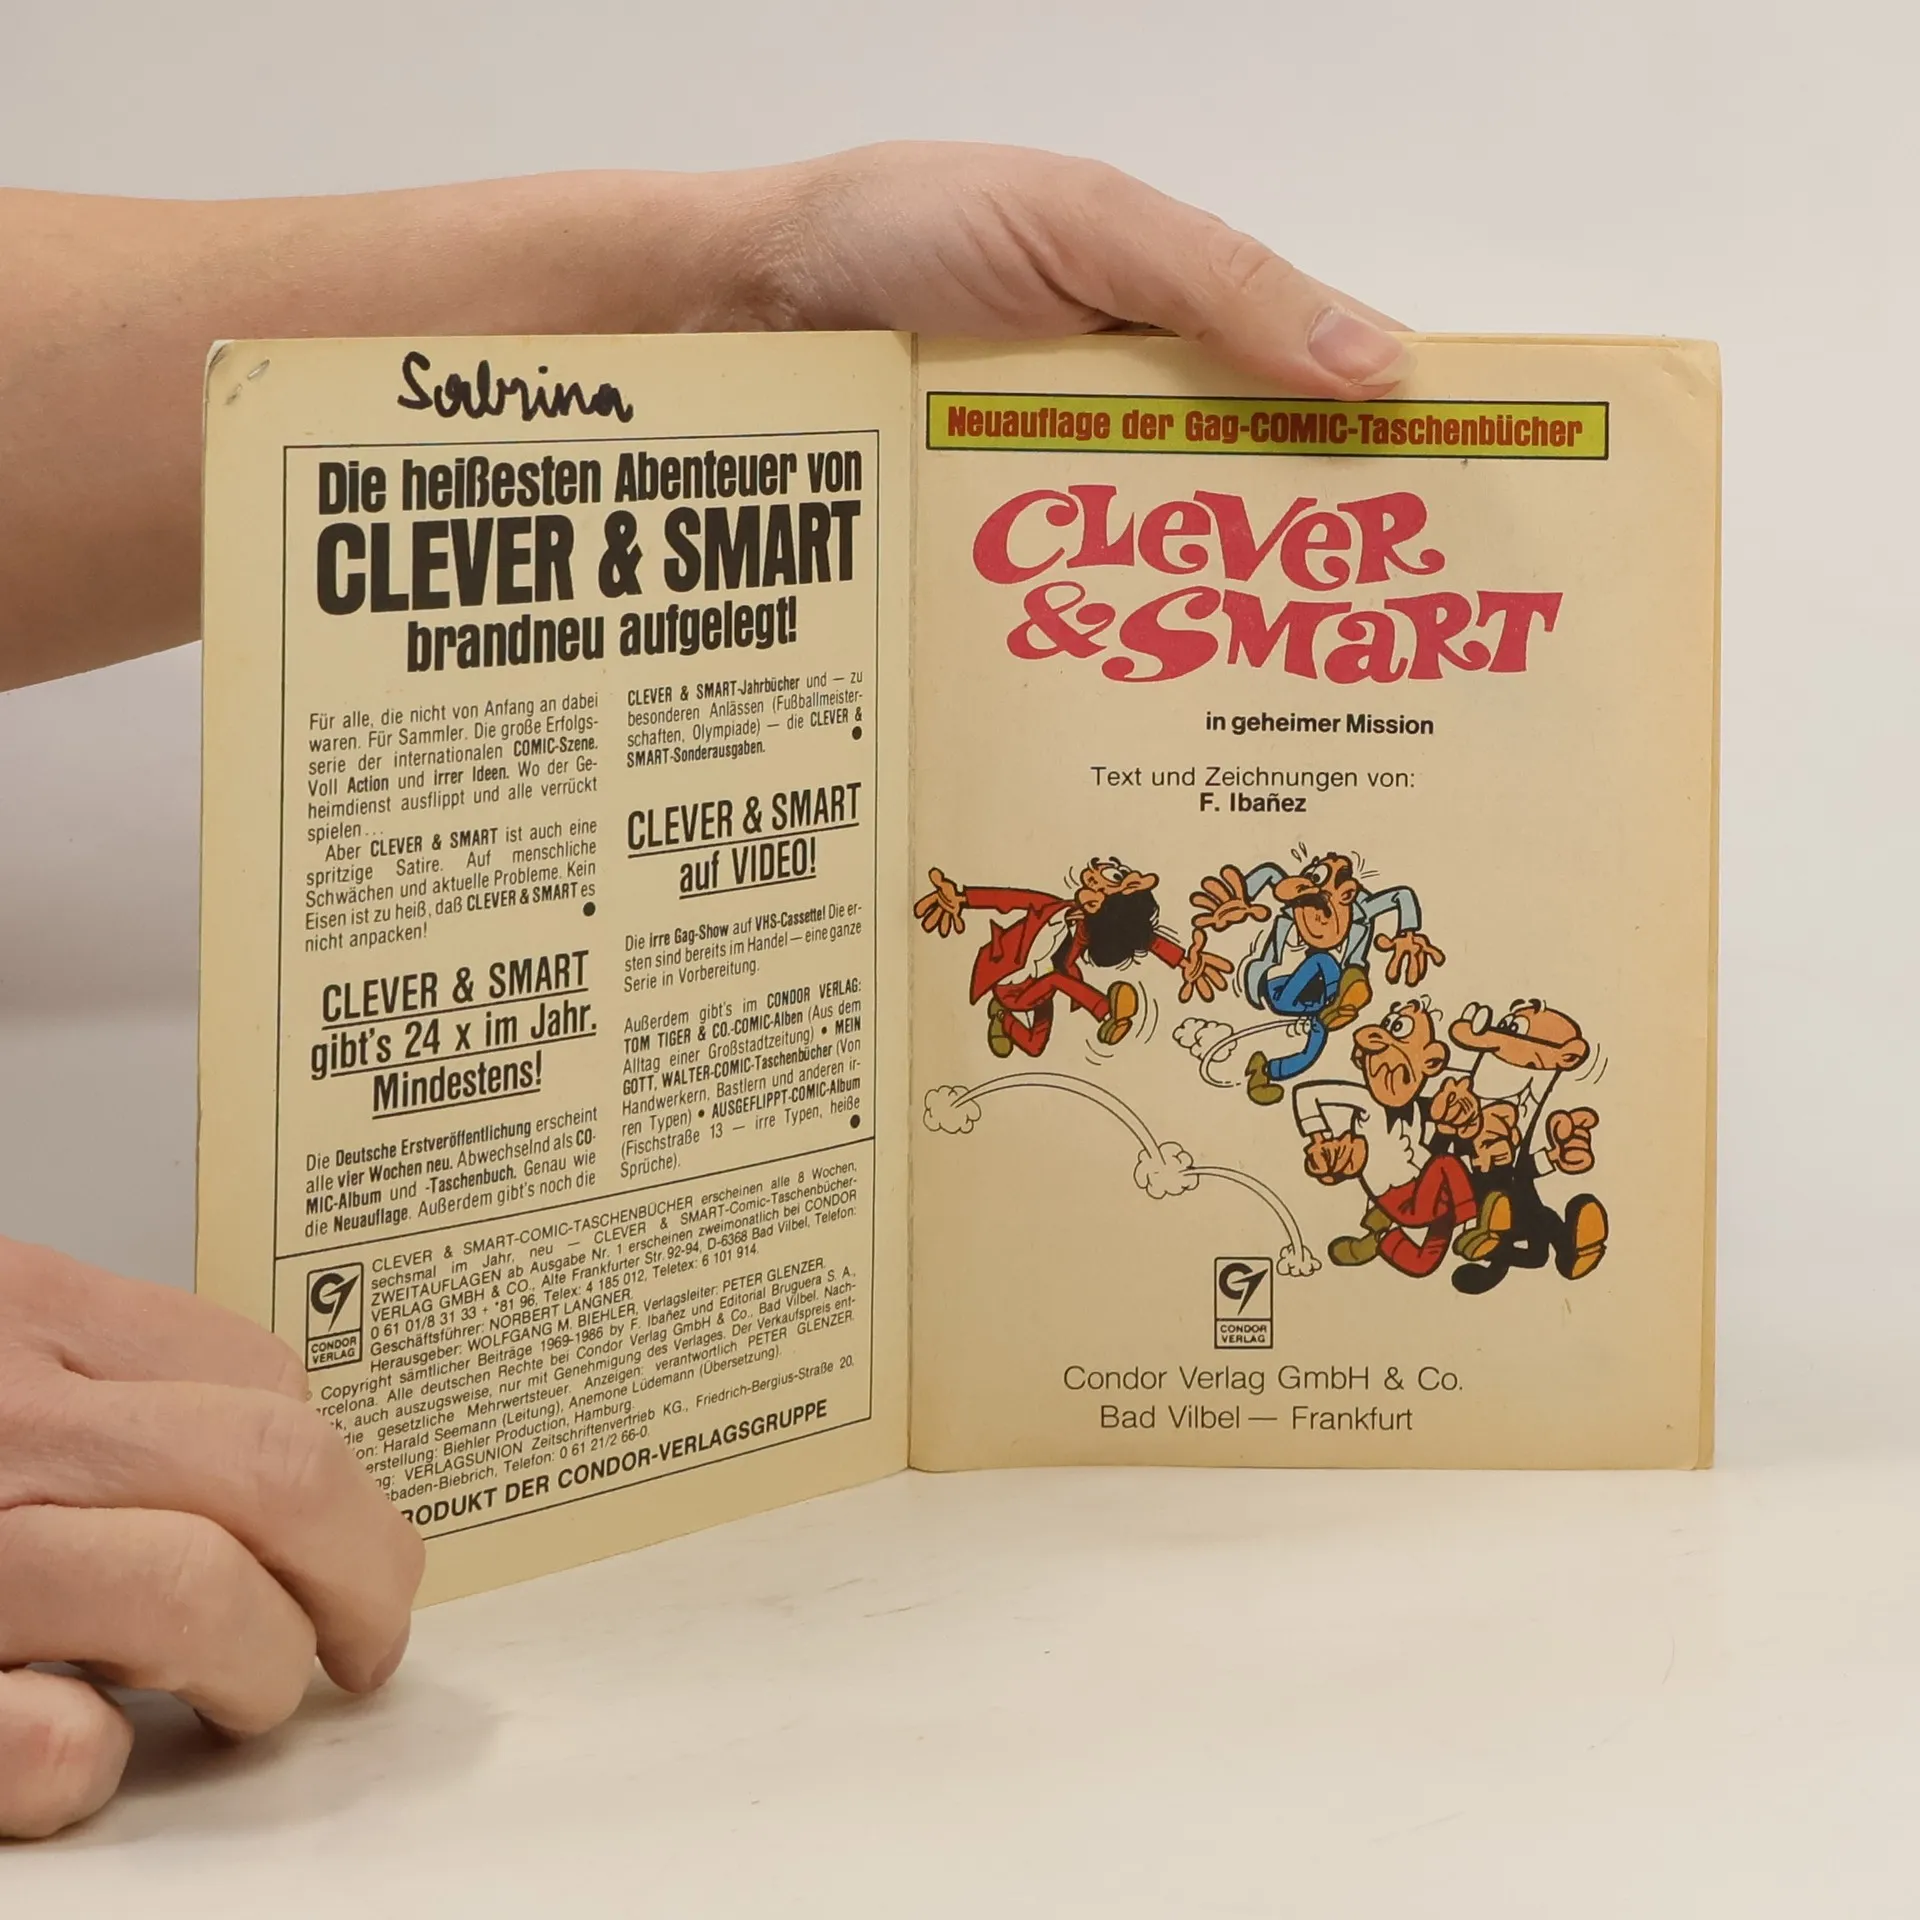 Sabrina
Die heißesten Abenteuer von
CLEVER & SMART
brandneu aufgelegt!
Für alle, die nicht von Anfang an dabei
waren. Für Sammler. Die große Erfolgs-
serie der internationalen COMIC-Szene.
Voll Action und irrer Ideen. Wo der Ge-
heimdienst ausflippt und alle verrückt
spielen...
Aber CLEVER & SMART ist auch eine
spritzige Satire. Auf menschliche
Schwächen und aktuelle Probleme. Kein
Eisen ist zu heiß, daß CLEVER & SMART es
nicht anpacken!
CLEVER & SMART
gibt's 24 x im Jahr.
Mindestens!
Die Deutsche Erstveröffentlichung erscheint
alle vier Wochen neu. Abwechselnd als CO-
MIC-Album und -Taschenbuch. Genau wie
die Neuauflage. Außerdem gibt's noch die
CLEVER & SMART-Jahrbücher und — zu
besonderen Anlässen (Fußballmeister-
schaften, Olympiade) — die CLEVER &
SMART-Sonderausgaben.
CLEVER & SMART
auf VIDEO!
Die irre Gag-Show auf VHS-Cassette! Die er-
sten sind bereits im Handel — eine ganze
Serie in Vorbereitung.
Außerdem gibt's im CONDOR VERLAG:
TOM TIGER & CO.-COMIC-Alben (Aus dem
Alltag einer Großstadtzeitung) • MEIN
GOTT, WALTER-COMIC-Taschenbücher (Von
Handwerkern, Bastlern und anderen ir-
ren Typen) • AUSGEFLIPPT-COMIC-Album
(Fischstraße 13 — irre Typen, heiße
Sprüche).
CLEVER & SMART-COMIC-TASCHENBÜCHER erscheinen alle 8 Wochen,
sechsmal im Jahr, neu — CLEVER & SMART-Comic-Taschenbücher-
ZWEITAUFLAGEN ab Ausgabe Nr. 1 erscheinen zweimonatlich bei CONDOR
VERLAG GMBH & CO., Alte Frankfurter Str. 92-94, D-6368 Bad Vilbel, Telefon:
0 61 01/8 31 33 + *81 96, Telex: 4 185 012, Teletex: 6 101 914.
Geschäftsführer: NORBERT LANGNER.
Herausgeber: WOLFGANG M. BIEHLER, Verlagsleiter: PETER GLENZER.
CONDOR
VERLAG
Copyright sämtlicher Beiträge 1969-1986 by F. Ibañez und Editorial Bruguera S. A.,
rcelona. Alle deutschen Rechte bei Condor Verlag GmbH & Co., Bad Vilbel. Nach-
k, auch auszugsweise, nur mit Genehmigung des Verlages. Der Verkaufspreis ent-
die gesetzliche Mehrwertsteuer. Anzeigen: verantwortlich PETER GLENZER.
on: Harald Seemann (Leitung), Anemone Lüdemann (Übersetzung).
erstellung: Biehler Production, Hamburg.
ng: VERLAGSUNION Zeitschriftenvertrieb KG., Friedrich-Bergius-Straße 20,
sbaden-Biebrich, Telefon: 0 61 21/2 66-0.
RODUKT DER CONDOR-VERLAGSGRUPPE
Neuauflage der Gag-COMIC-Taschenbücher
CLeVeR
& SMaRT
in geheimer Mission
Text und Zeichnungen von:
F. Ibañez
CONDOR
VERLAG
Condor Verlag GmbH & Co.
Bad Vilbel — Frankfurt